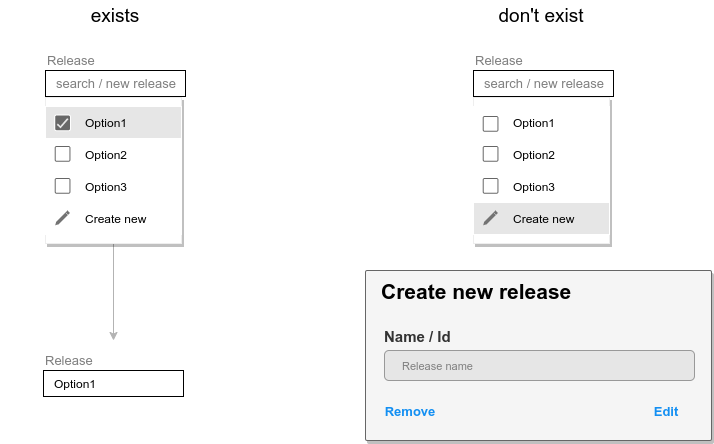 exists
Release
search / new release
Option1
Option2
Option3
Create new
Release
Option1
don't exist
Release
search / new release
Option1
Option2
Option3
Create new
Create new release
Name / Id
Release name
Remove
Edit